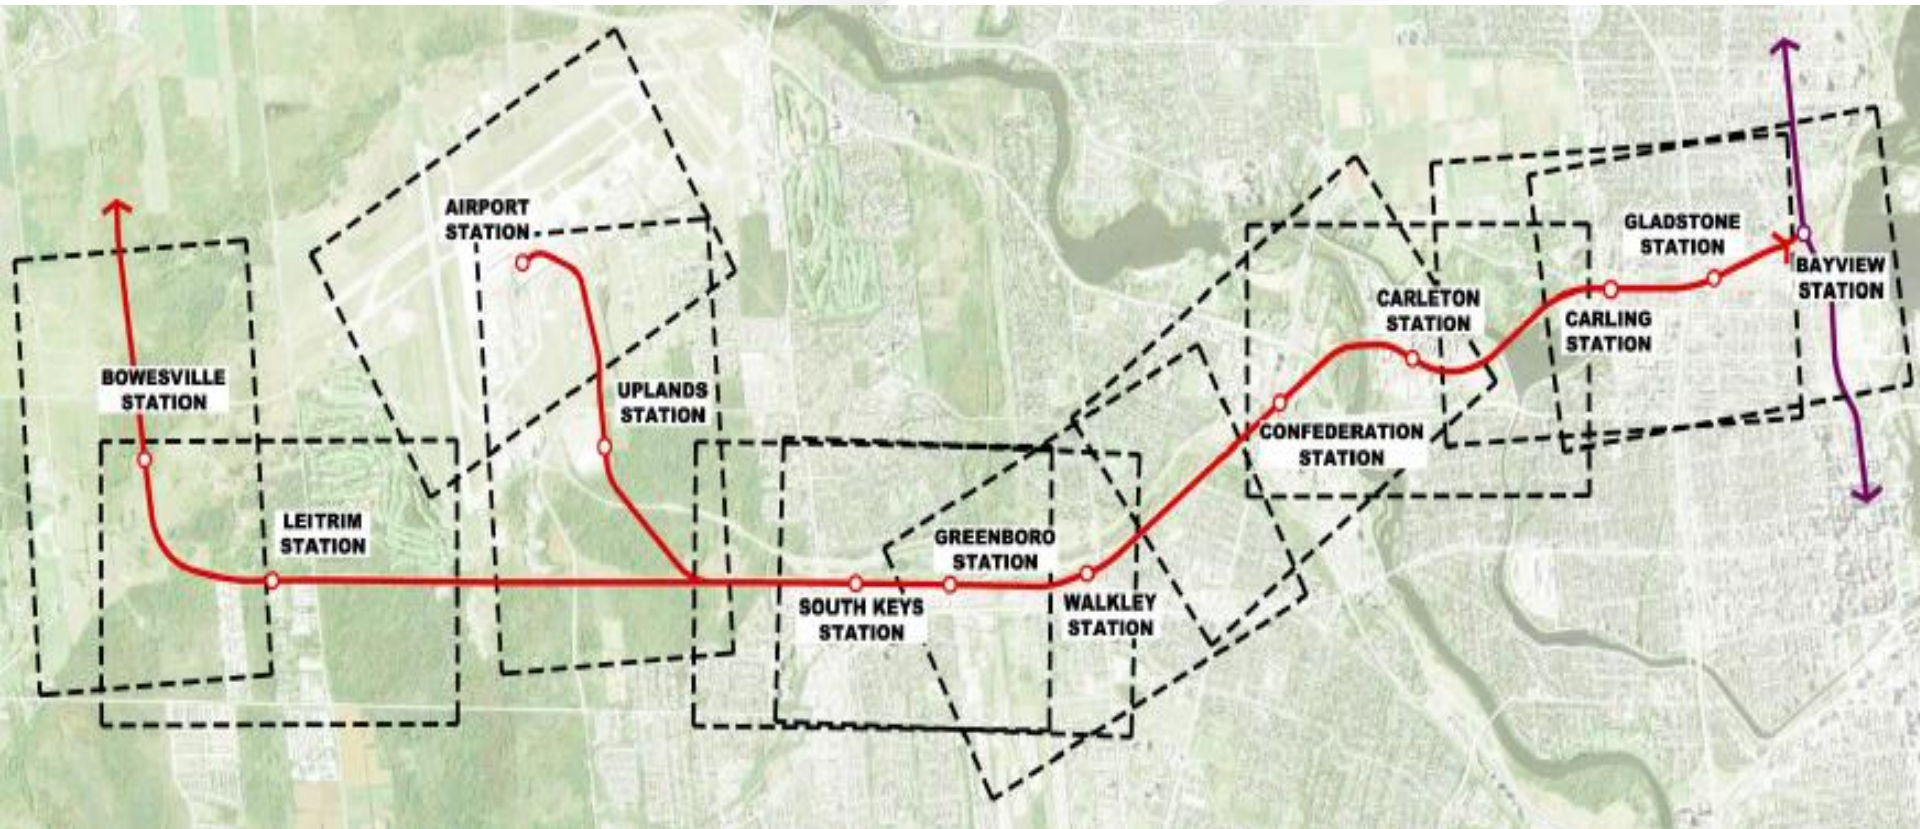 AIRPORT
STATION
BOWESVILLE
STATION
LEITRIM
STATION
UPLANDS
STATION
SOUTH KEYS
STATION
GREENBORO
STATION
WALKLEY
STATION
CONFEDERATION
STATION
CARLETON
STATION
CARLING
STATION
GLADSTONE
STATION
BAYVIEW
STATION